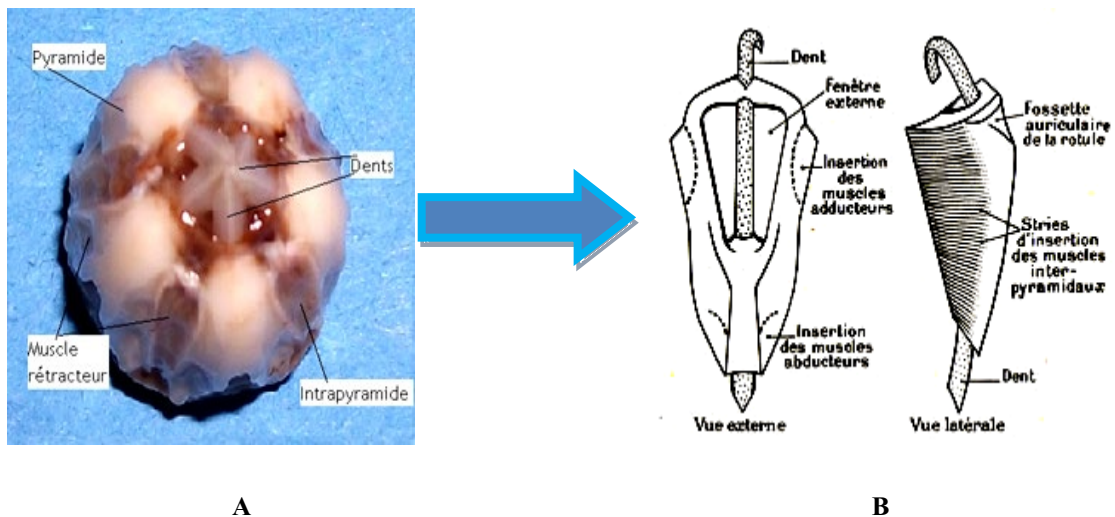 Pyramide
Dents
Muscle
rétracteur
Intrapyramide
A
Dent
Fenêtre
externe
Insertion
des
muscles
adducteurs
Insertion
des muscles
abducteurs
Vue externe
Fossette
auriculaire
de la rotule
Stries
d'insertion
des muscles
inter-
pyramidaux
Dent
Vue latérale
B